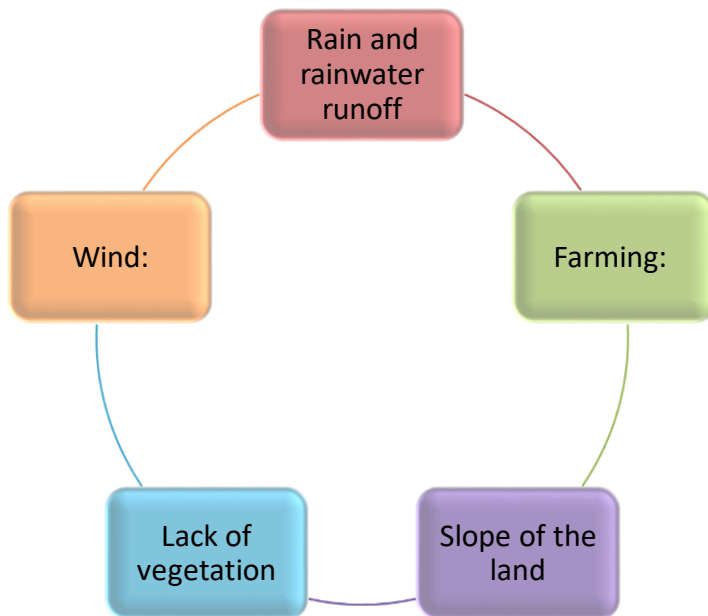 Rain and
rainwater
runoff
Farming:
Slope of the
land
Lack of
vegetation
Wind: